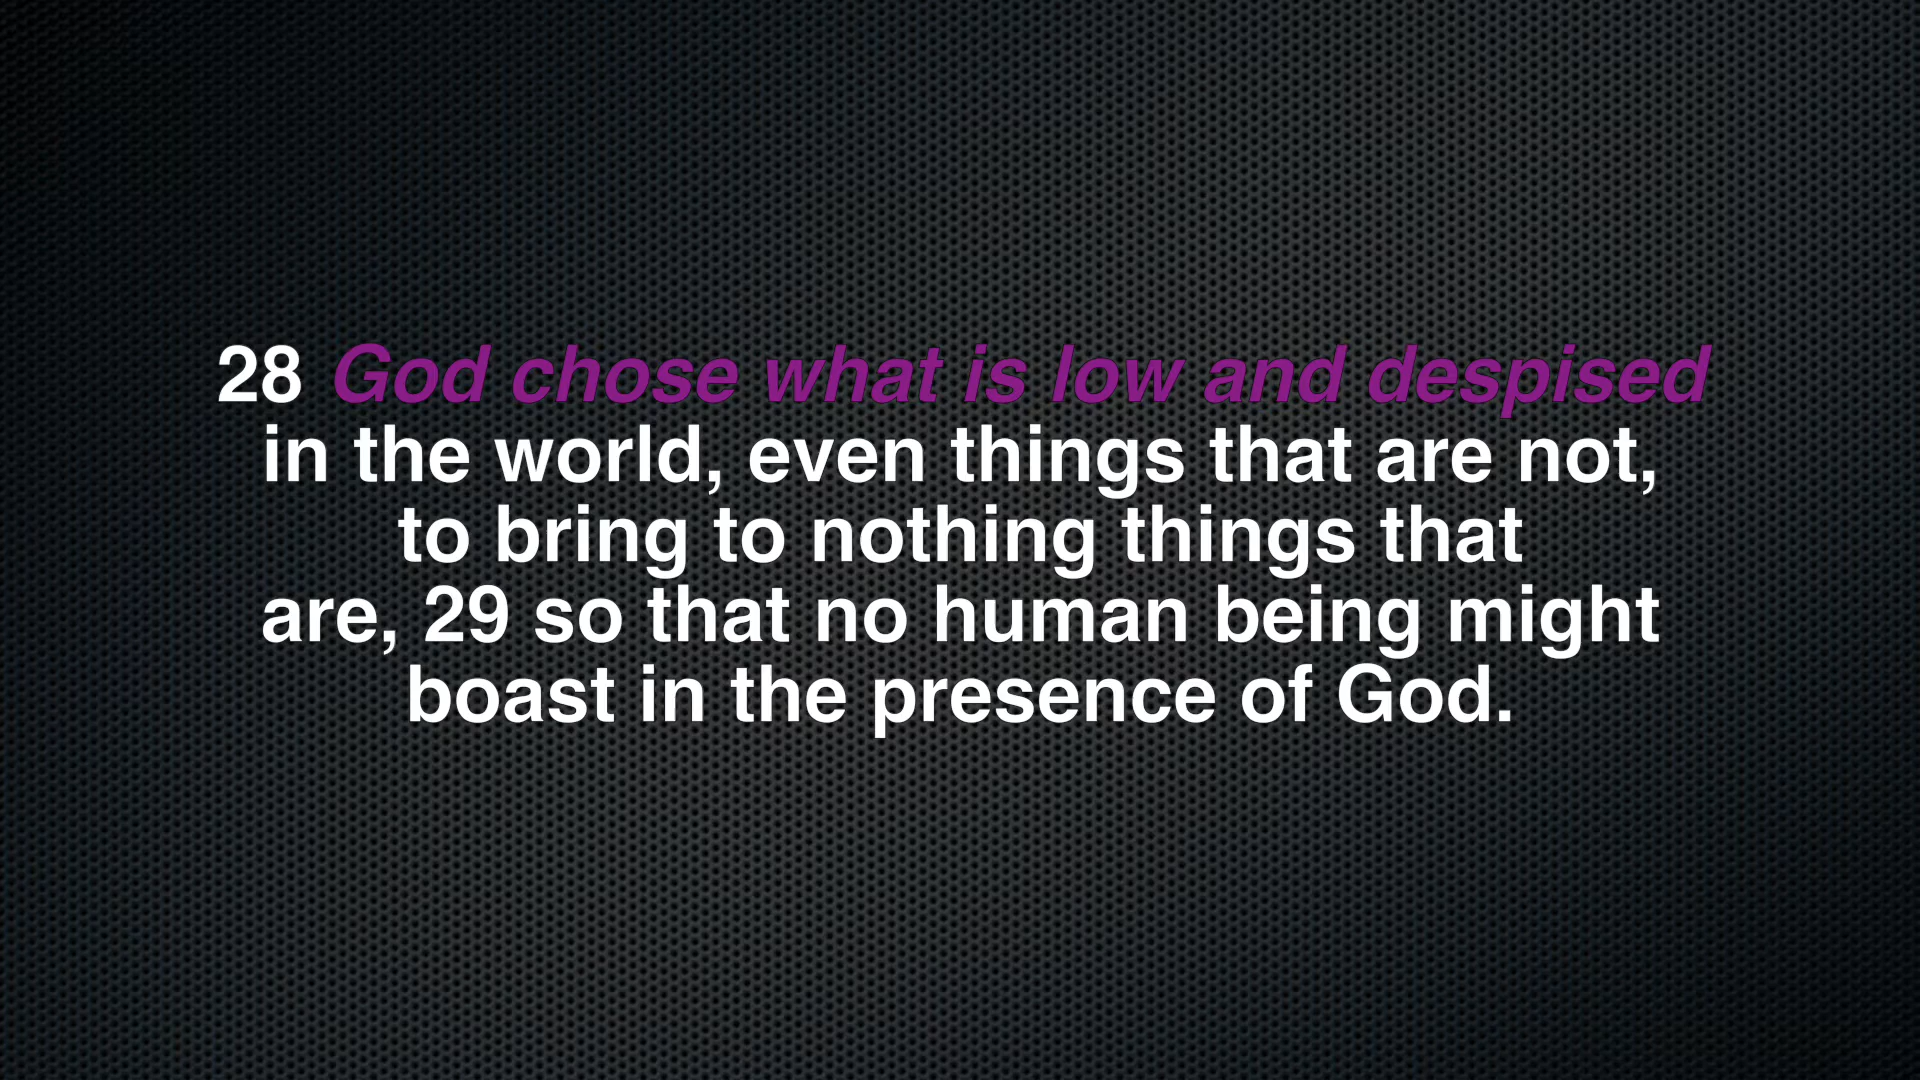 28 God chose what is low and despised
in the world, even things that are not,
to bring to nothing things that
are, 29 so that no human being might
boast in the presence of God.